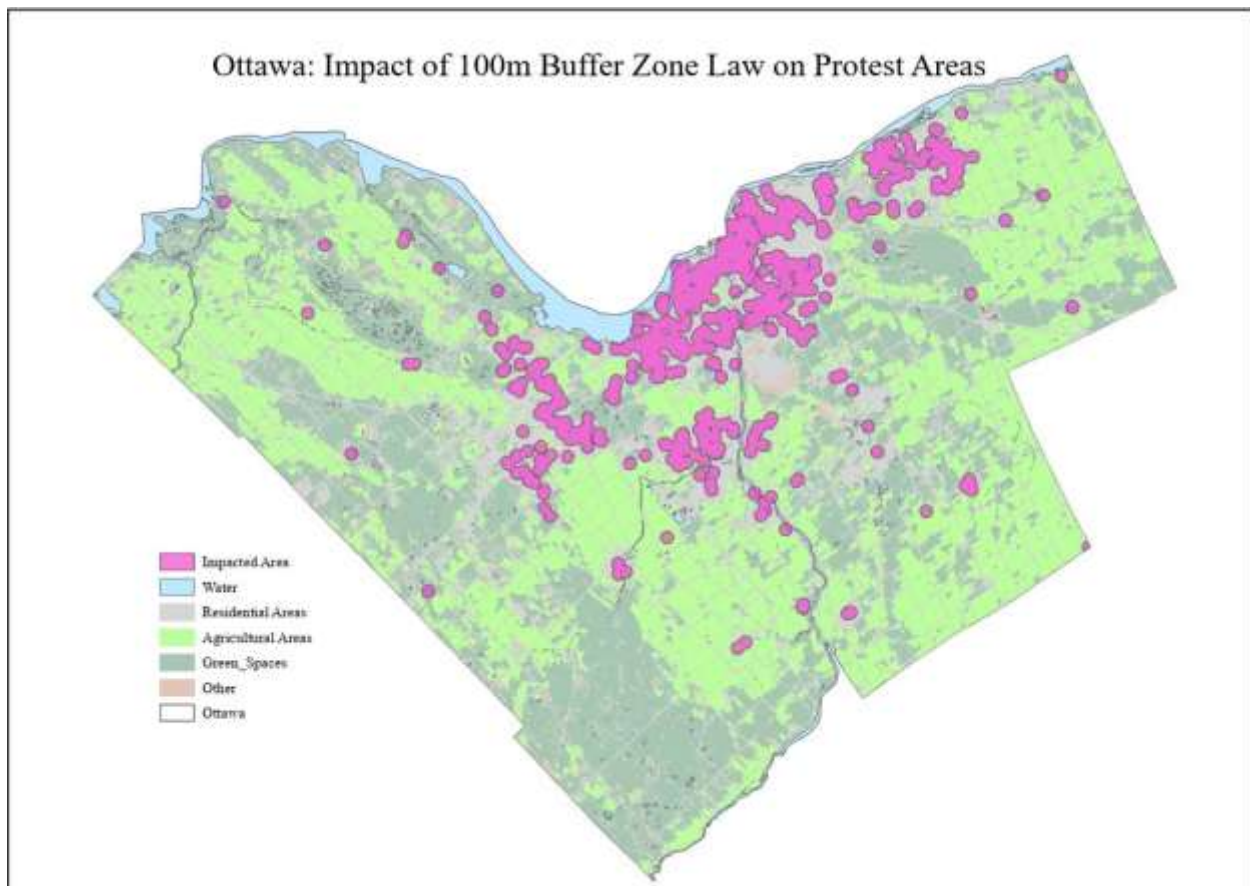 Ottawa: Impact of 100m Buffer Zone Law on Protest Areas
Impacted Area
Water
Residential Areas
Agricultural Areas
Green_Spaces
Other
Ottawa